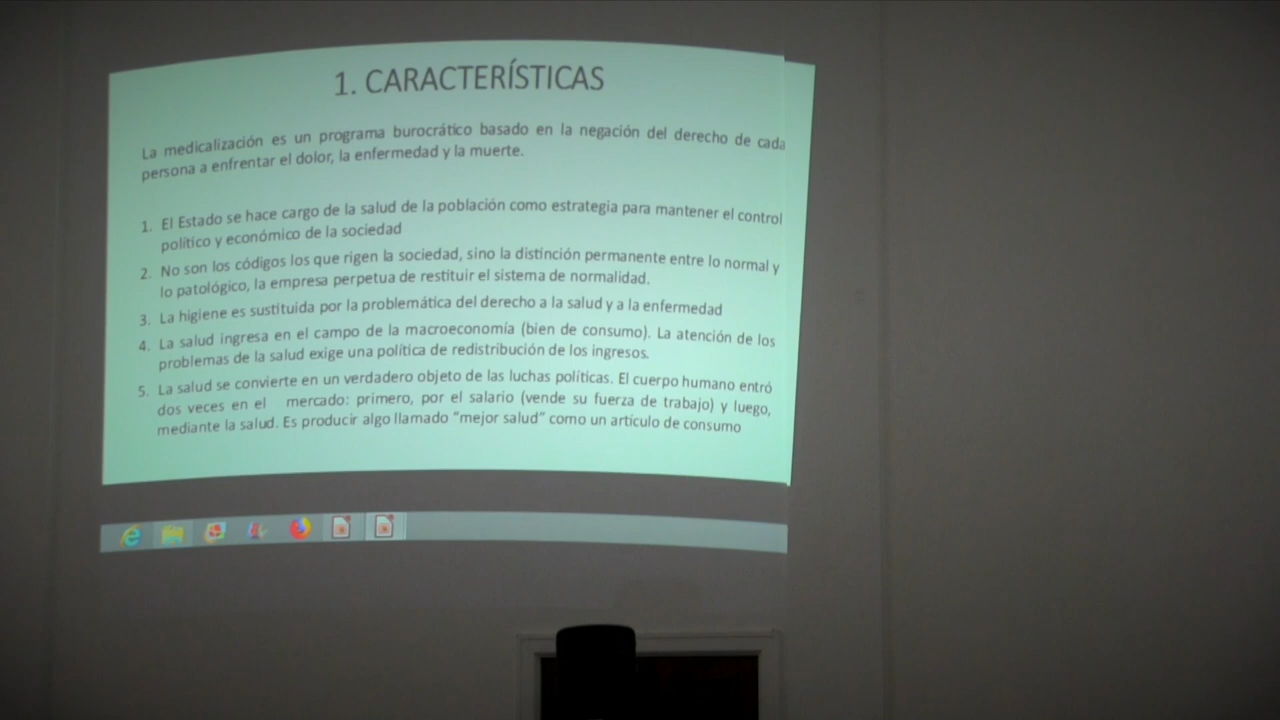 1. CARACTERÍSTICAS
La medicalización es un programa burocrático basado en la negación del derecho de cada
persona a enfrentar el dolor, la enfermedad y la muerte.
1. El Estado se hace cargo de la salud de la población como estrategia para mantener el control
político y económico de la sociedad
2. No son los códigos los que rigen la sociedad, sino la distinción permanente entre lo normal y
lo patológico, la empresa perpetua de restituir el sistema de normalidad.
3. La higiene es sustituida por la problemática del derecho a la salud y a la enfermedad
4. La salud ingresa en el campo de la macroeconomía (bien de consumo). La atención de los
problemas de la salud exige una política de redistribución de los ingresos.
5. La salud se convierte en un verdadero objeto de las luchas políticas. El cuerpo humano entró
dos veces en el mercado: primero, por el salario (vende su fuerza de trabajo) y luego,
mediante la salud. Es producir algo llamado "mejor salud" como un artículo de consumo